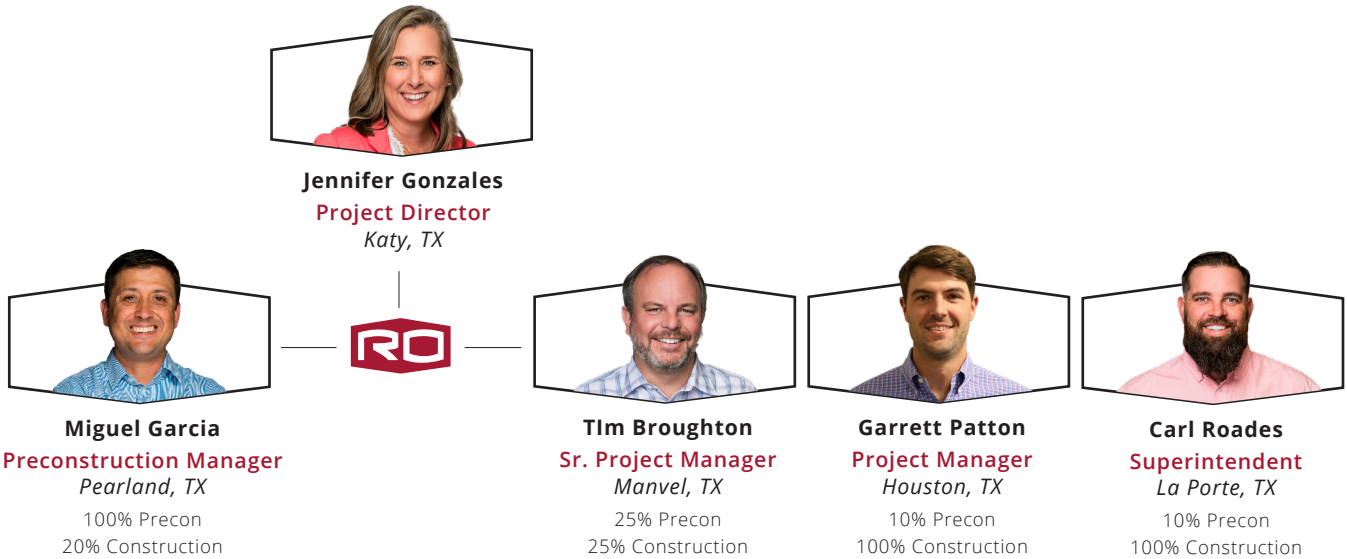 Jennifer Gonzales
Project Director
Katy, TX
RO
Miguel Garcia
Preconstruction Manager
Pearland, TX
100% Precon
20% Construction
TIm Broughton
Sr. Project Manager
Manvel, TX
25% Precon
25% Construction
Garrett Patton
Project Manager
Houston, TX
10% Precon
100% Construction
Carl Roades
Superintendent
La Porte, TX
10% Precon
100% Construction